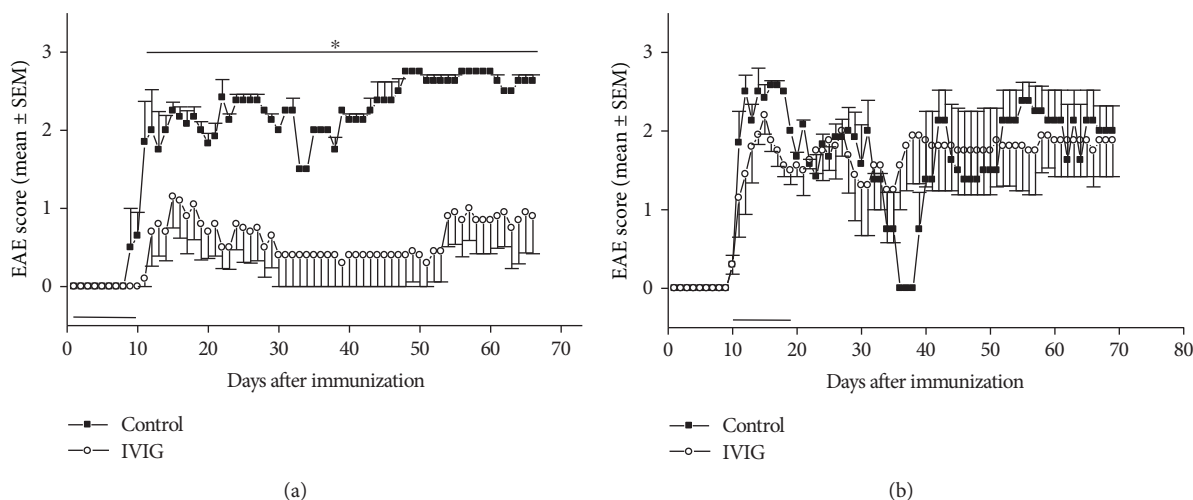 *
3
2
1
0
EAE score (mean ± SEM)
0 10 20 30 40 50 60 70
Days after immunization
Control
IVIG
(a)
3
2
1
0
EAE score (mean ± SEM)
0 10 20 30 40 50 60 70 80
Days after immunization
Control
IVIG
(b)